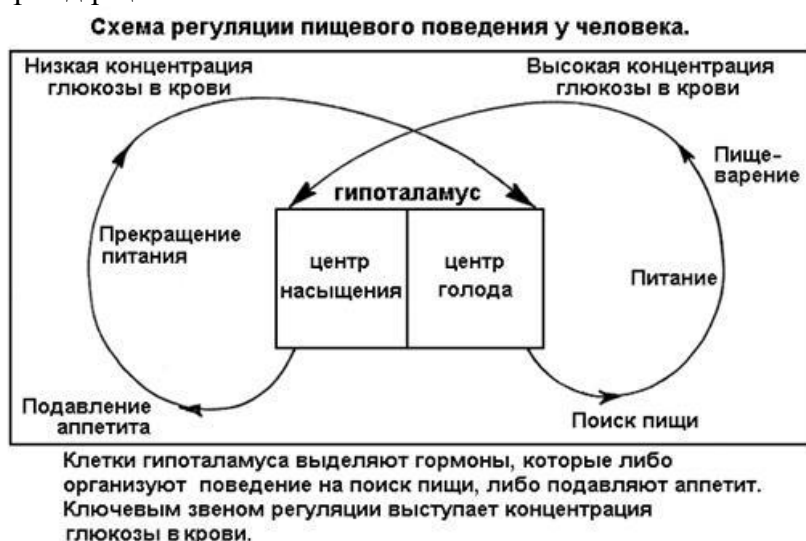 Схема регуляции пищевого поведения у человека.
Низкая концентрация
глюкозы в крови
Высокая концентрация
глюкозы в крови
Пище-
варение
гипоталамус
Прекращение
питания
центр
насыщения
центр
голода
Питание
Подавление
аппетита
Поиск пищи
Клетки гипоталамуса выделяют гормоны, которые либо
организуют поведение на поиск пищи, либо подавляют аппетит.
Ключевым звеном регуляции выступает концентрация
глюкозы в крови.